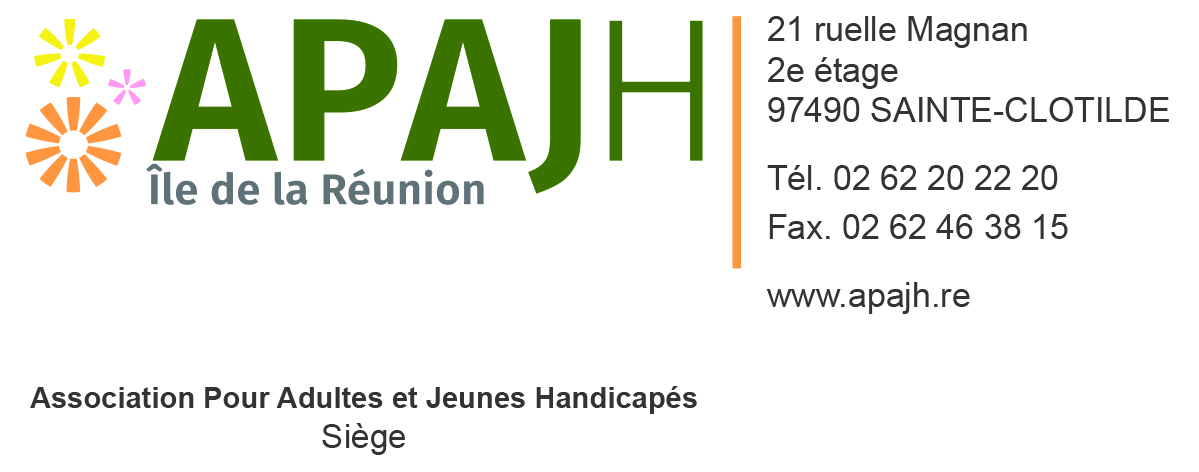 APAJH
Île de la Réunion
21 ruelle Magnan
2e étage
97490 SAINTE-CLOTILDE
Tél. 02 62 20 22 20
Fax. 02 62 46 38 15
www.apajh.re
Association Pour Adultes et Jeunes Handicapés
Siège